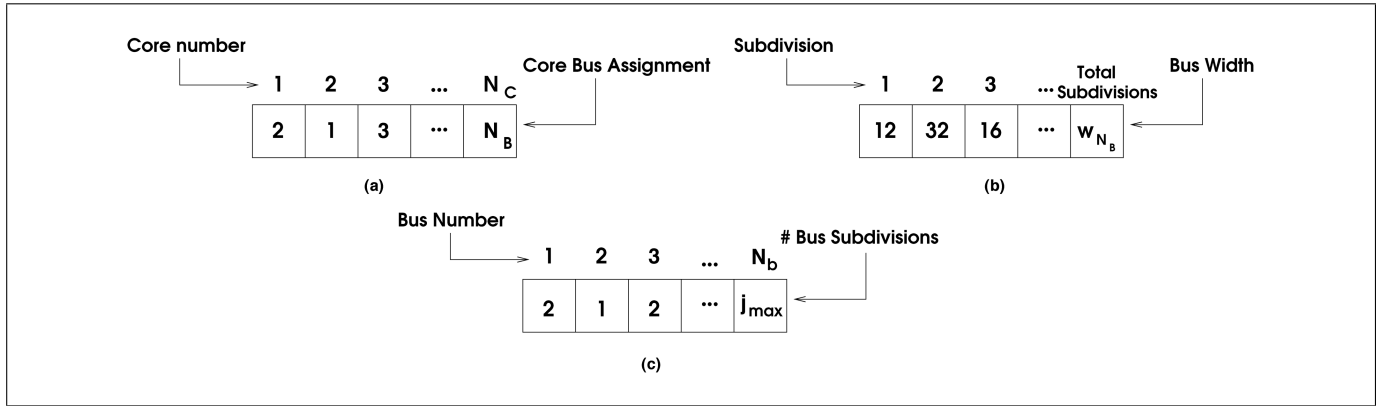 Core number
1 2 3 ... N_C
Core Bus Assignment
2 1 3 ... N_B
(a)
Subdivision
1 2 3 ... Total Subdivisions
Bus Width
12 32 16 ... w_{N_B}
(b)
Bus Number
1 2 3 ... N_b
# Bus Subdivisions
2 1 2 ... j_max
(c)